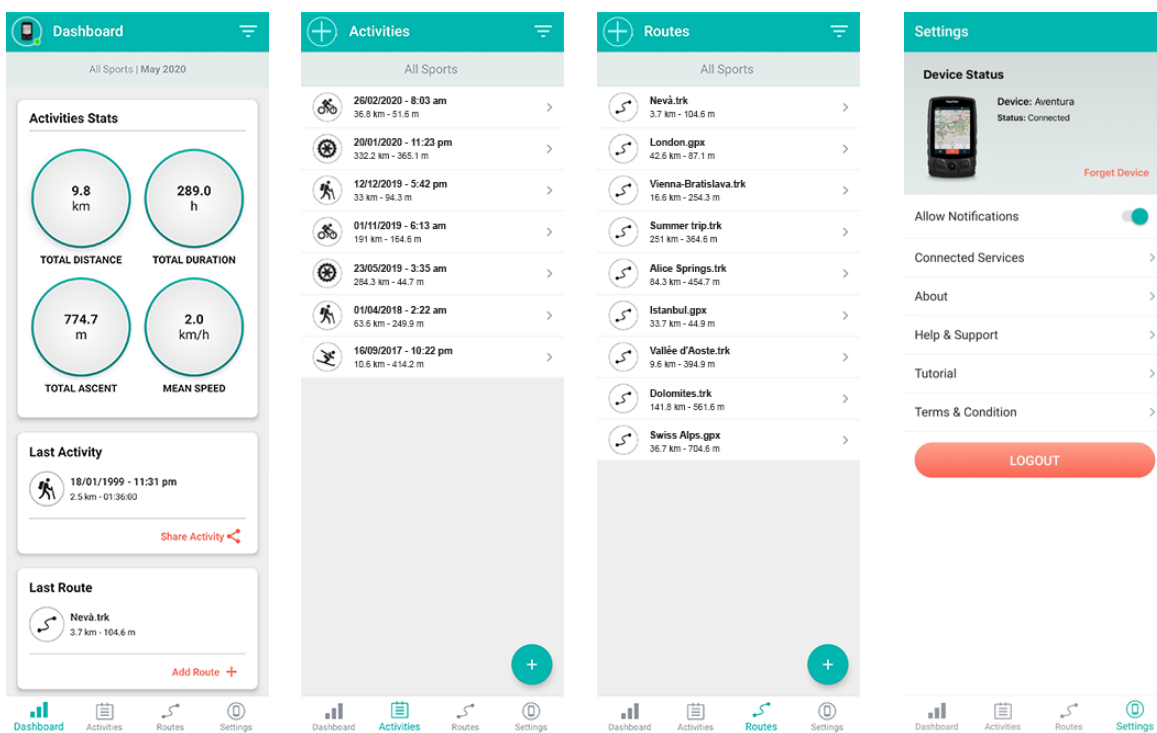 Dashboard
All Sports | May 2020
Activities Stats
9.8
km
289.0
h
TOTAL DISTANCE
TOTAL DURATION
774.7
m
2.0
km/h
TOTAL ASCENT
MEAN SPEED
Last Activity
18/01/1999 - 11:31 pm
2.5 km - 01:36:00
Share Activity
Last Route
Nevà.trk
3.7 km - 104.6 m
Add Route
Dashboard
Activities
Routes
Settings
Activities
All Sports
26/02/2020 - 8:03 am
36.8 km - 51.6 m
20/01/2020 - 11:23 pm
332.2 km - 365.1 m
12/12/2019 - 5:42 pm
33 km - 94.3 m
01/11/2019 - 6:13 am
191 km - 164.6 m
23/05/2019 - 3:35 am
284.3 km - 44.7 m
01/04/2018 - 2:22 am
63.6 km - 249.9 m
16/09/2017 - 10:22 pm
10.6 km - 414.2 m
Dashboard
Activities
Routes
Settings
Routes
All Sports
Nevà.trk
3.7 km - 104.6 m
London.gpx
42.6 km - 87.1 m
Vienna-Bratislava.trk
16.6 km - 254.3 m
Summer trip.trk
251 km - 364.6 m
Alice Springs.trk
84.3 km - 454.7 m
Istanbul.gpx
33.7 km - 44.9 m
Vallée d'Aoste.trk
9.6 km - 394.9 m
Dolomites.trk
141.8 km - 561.6 m
Swiss Alps.gpx
36.7 km - 704.6 m
Dashboard
Activities
Routes
Settings
Settings
Device Status
Device: Aventura
Status: Connected
Forget Device
Allow Notifications
Connected Services
About
Help & Support
Tutorial
Terms & Condition
LOGOUT
Dashboard
Activities
Routes
Settings